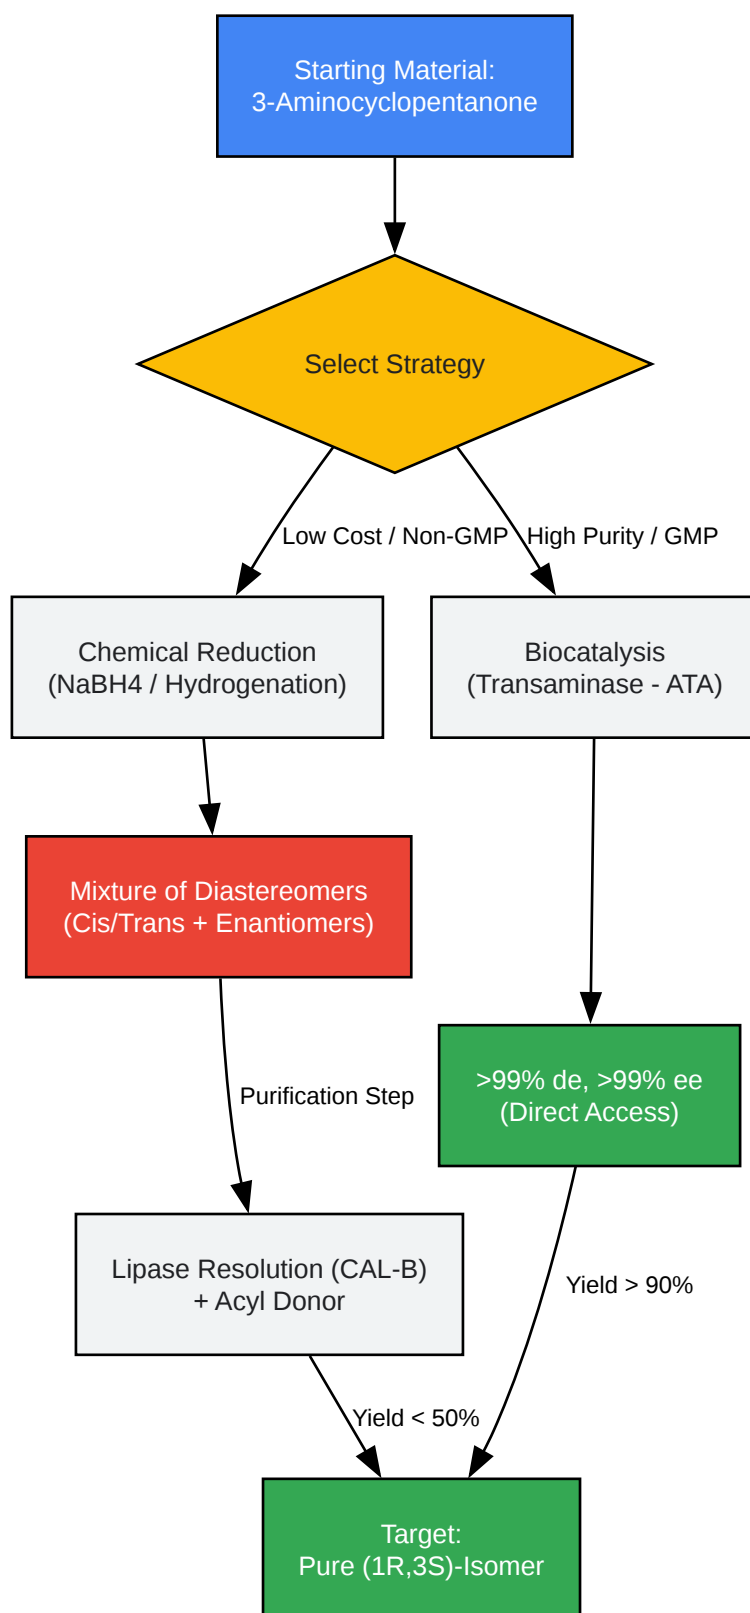 Starting Material:
3-Aminocyclopentanone
Select Strategy
Low Cost / Non-GMP
High Purity / GMP
Chemical Reduction
(NaBH4 / Hydrogenation)
Biocatalysis
(Transaminase - ATA)
Mixture of Diastereomers
(Cis/Trans + Enantiomers)
>99% de, >99% ee
(Direct Access)
Purification Step
Lipase Resolution (CAL-B)
+ Acyl Donor
Yield > 90%
Yield < 50%
Target:
Pure (1R,3S)-Isomer